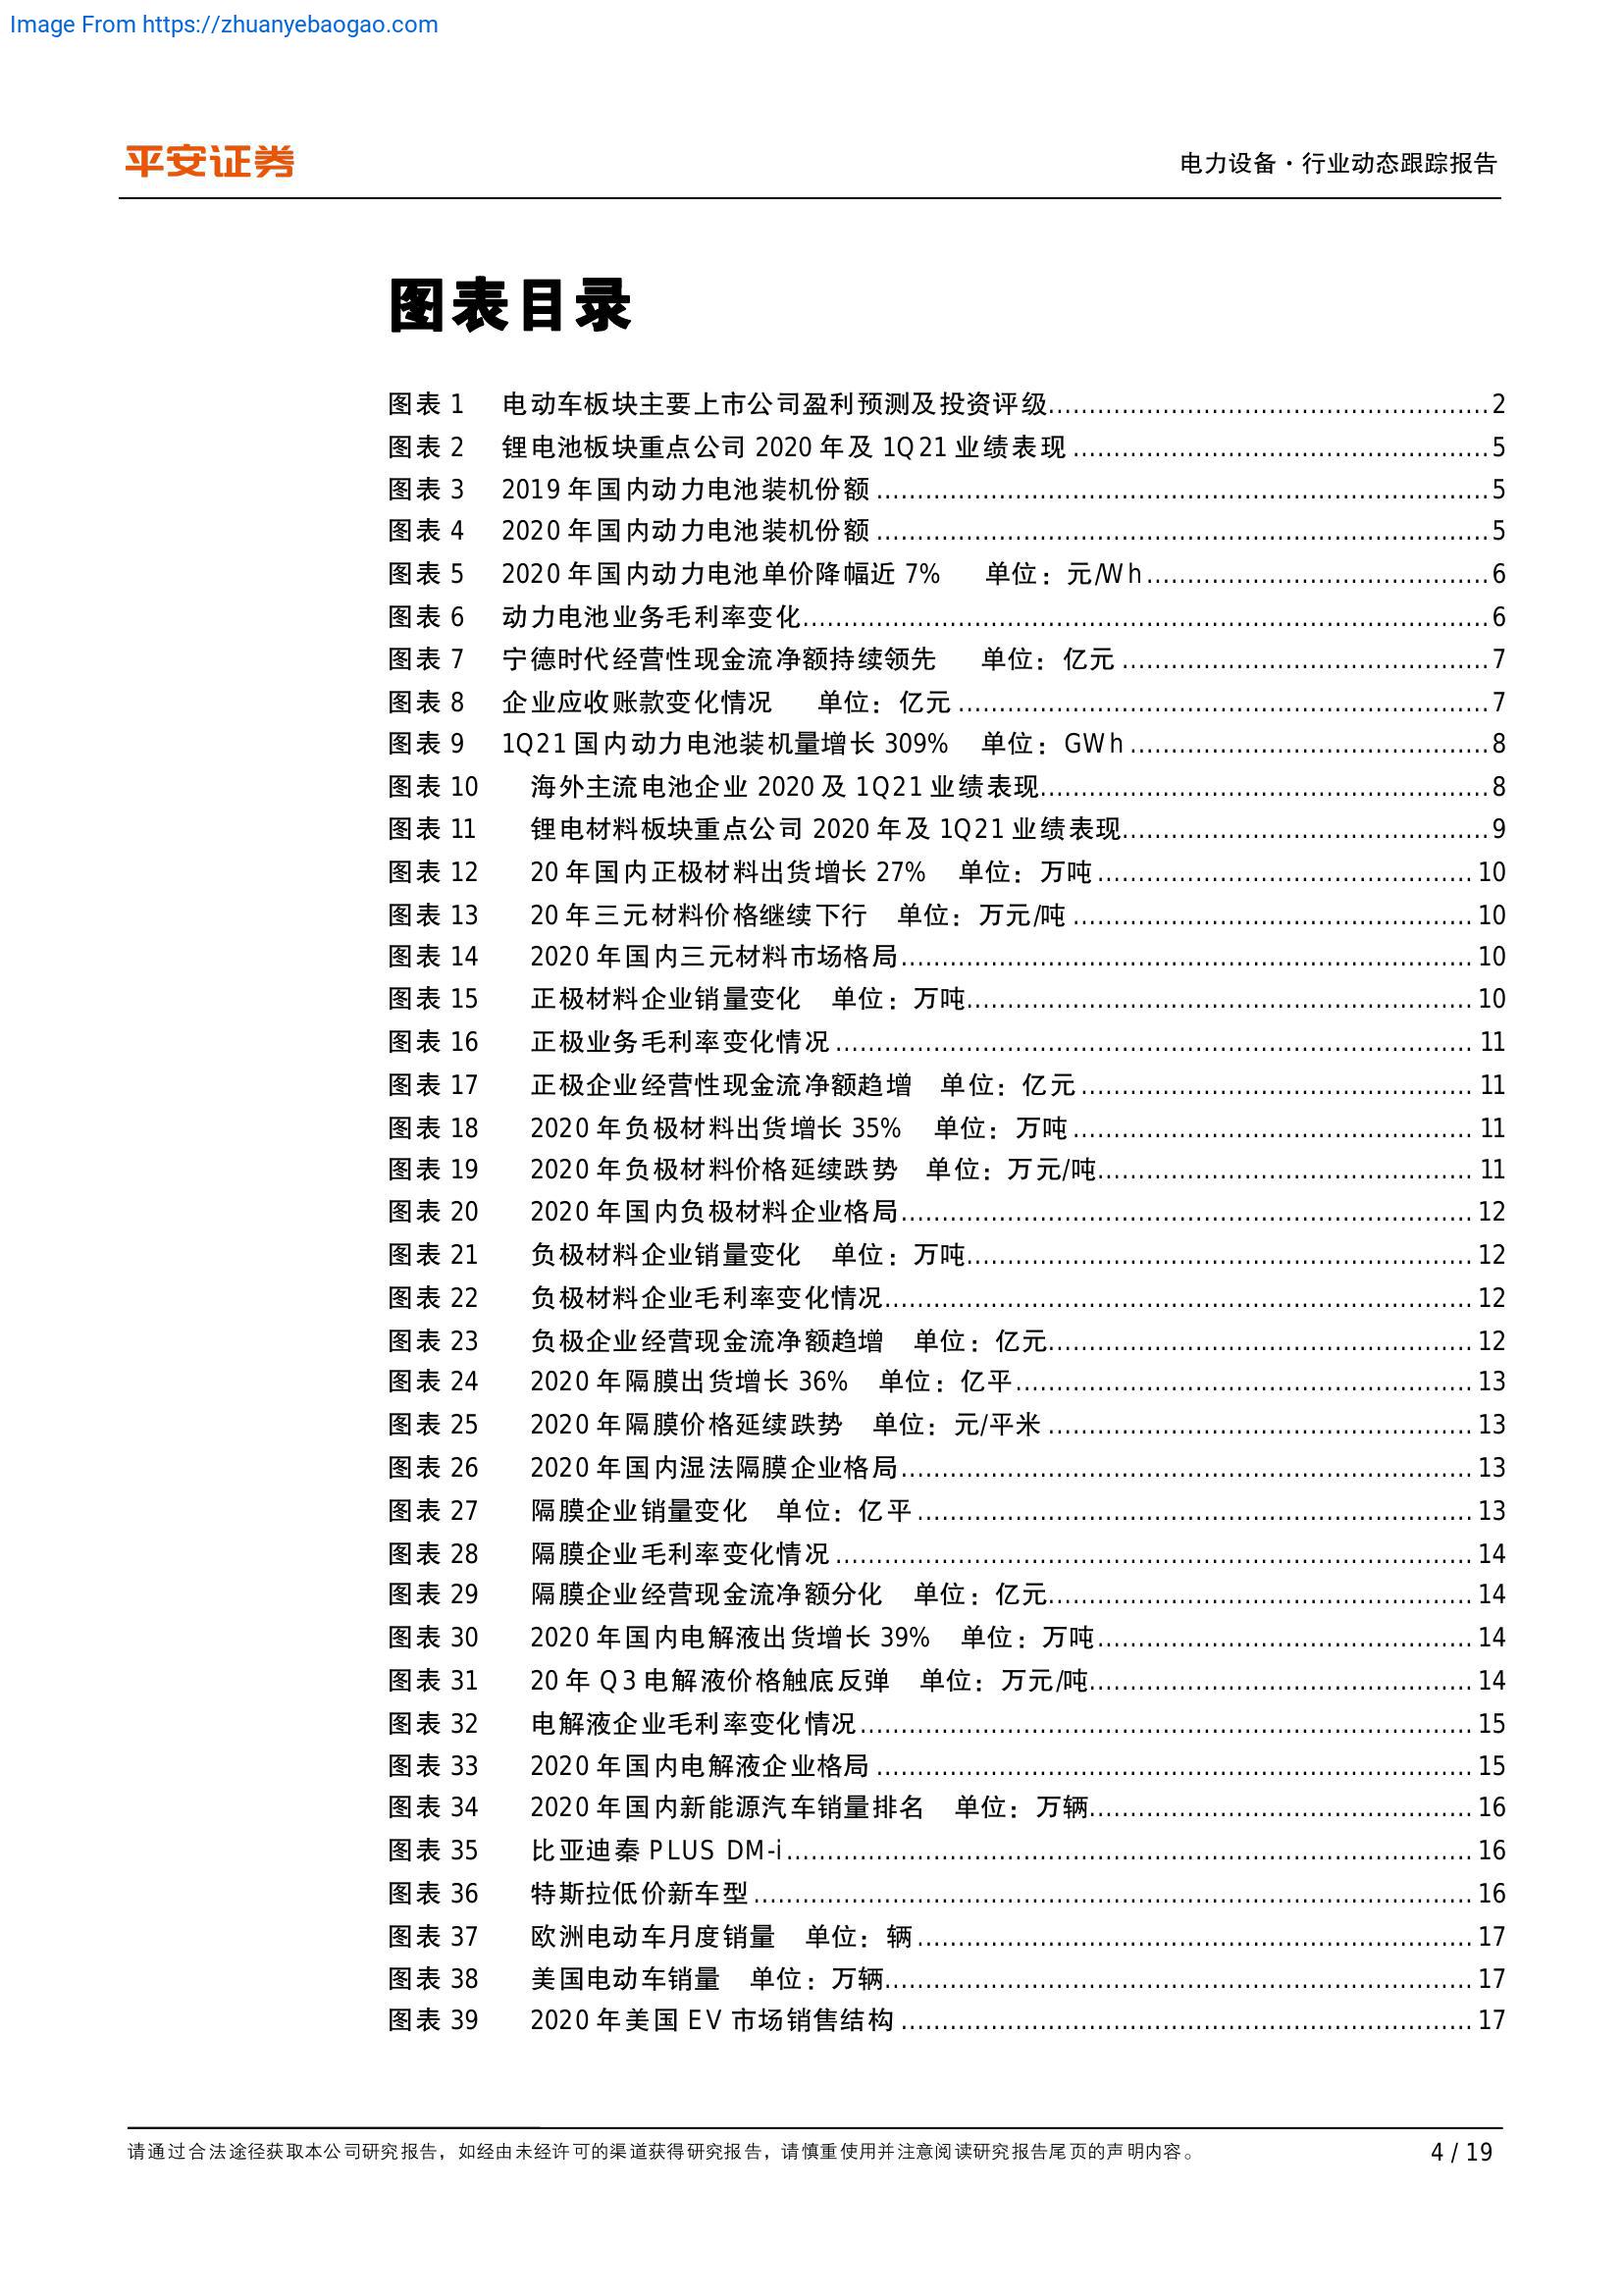 Image From https://zhuanyebaogao.com
平安证券
电力设备·行业动态跟踪报告
图表目录
图表 1 电动车板块主要上市公司盈利预测及投资评级 2
图表 2 锂电池板块重点公司 2020 年及 1Q21 业绩表现 5
图表 3 2019 年国内动力电池装机份额 5
图表 4 2020 年国内动力电池装机份额 5
图表 5 2020 年国内动力电池单价降幅近 7% 单位：元/Wh 6
图表 6 动力电池业务毛利率变化 6
图表 7 宁德时代经营性现金流净额持续领先 单位：亿元 7
图表 8 企业应收账款变化情况 单位：亿元 7
图表 9 1Q21 国内动力电池装机量增长 309% 单位：GWh 8
图表 10 海外主流电池企业 2020 及 1Q21 业绩表现 8
图表 11 锂电材料板块重点公司 2020 年及 1Q21 业绩表现 9
图表 12 20 年国内正极材料出货增长 27% 单位：万吨 10
图表 13 20 年三元材料价格继续下行 单位：万元/吨 10
图表 14 2020 年国内三元材料市场格局 10
图表 15 正极材料企业销量变化 单位：万吨 10
图表 16 正极业务毛利率变化情况 11
图表 17 正极企业经营性现金流净额趋增 单位：亿元 11
图表 18 2020 年负极材料出货增长 35% 单位：万吨 11
图表 19 2020 年负极材料价格延续跌势 单位：万元/吨 11
图表 20 2020 年国内负极材料企业格局 12
图表 21 负极材料企业销量变化 单位：万吨 12
图表 22 负极材料企业毛利率变化情况 12
图表 23 负极企业经营现金流净额趋增 单位：亿元 12
图表 24 2020 年隔膜出货增长 36% 单位：亿平 13
图表 25 2020 年隔膜价格延续跌势 单位：元/平米 13
图表 26 2020 年国内湿法隔膜企业格局 13
图表 27 隔膜企业销量变化 单位：亿平 13
图表 28 隔膜企业毛利率变化情况 14
图表 29 隔膜企业经营现金流净额分化 单位：亿元 14
图表 30 2020 年国内电解液出货增长 39% 单位：万吨 14
图表 31 20 年 Q3 电解液价格触底反弹 单位：万元/吨 14
图表 32 电解液企业毛利率变化情况 15
图表 33 2020 年国内电解液企业格局 15
图表 34 2020 年国内新能源汽车销量排名 单位：万辆 16
图表 35 比亚迪秦 PLUS DM-i 16
图表 36 特斯拉低价新车型 16
图表 37 欧洲电动车月度销量 单位：辆 17
图表 38 美国电动车销量 单位：万辆 17
图表 39 2020 年美国 EV 市场销售结构 17
请通过合法途径获取本公司研究报告，如经由未经许可的渠道获得研究报告，请慎重使用并注意阅读研究报告尾页的声明内容。
4 / 19